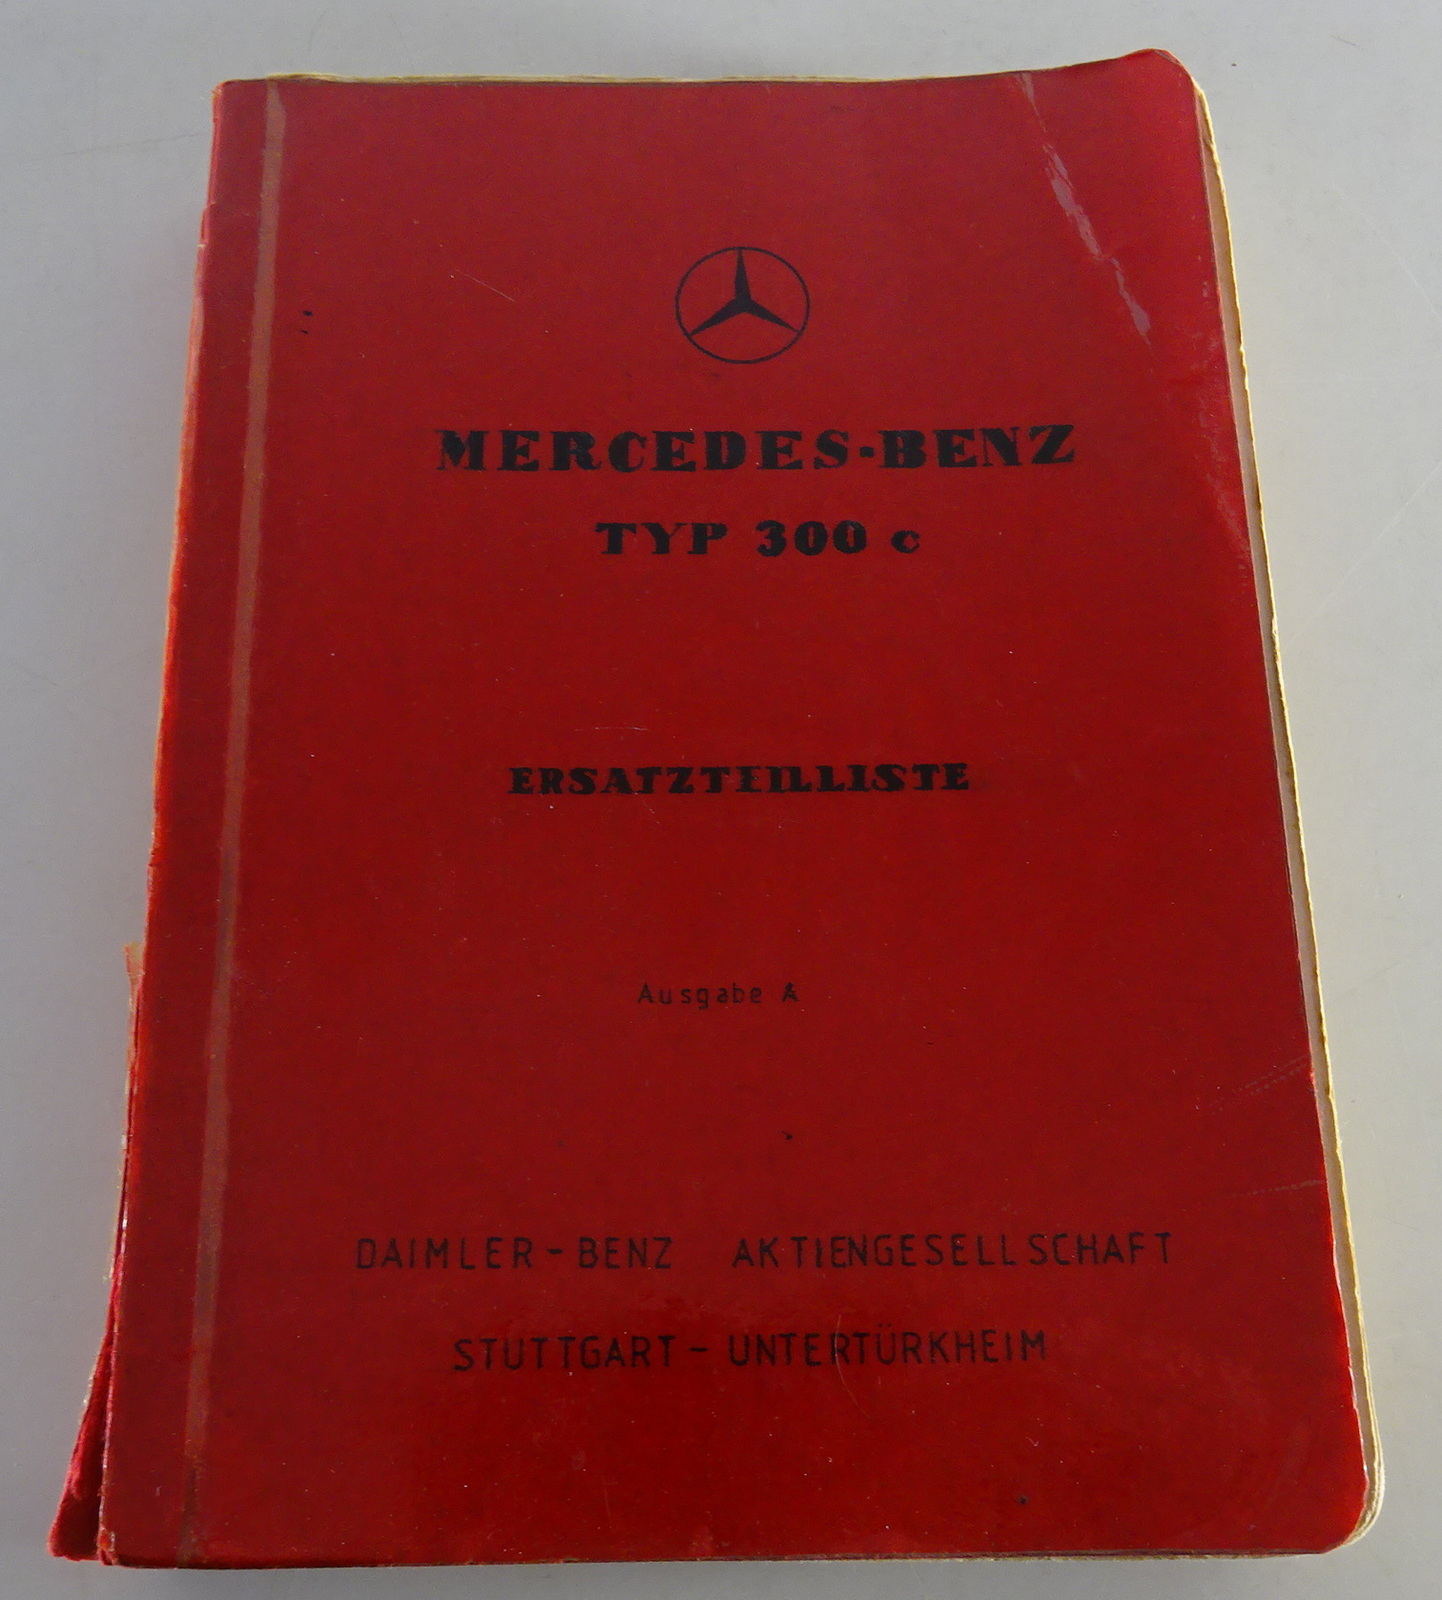 MERCEDES-BENZ
TYP 300 c
ERSATZTEILLISTE
Ausgabe A
DAIMLER-BENZ AKTIENGESELLSCHAFT
STUTTGART-UNTERTÜRKHEIM